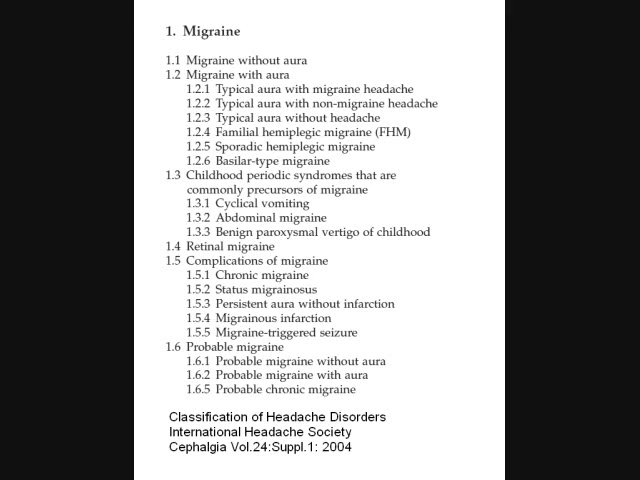 1. Migraine
1.1 Migraine without aura
1.2 Migraine with aura
1.2.1 Typical aura with migraine headache
1.2.2 Typical aura with non-migraine headache
1.2.3 Typical aura without headache
1.2.4 Familial hemiplegic migraine (FHM)
1.2.5 Sporadic hemiplegic migraine
1.2.6 Basilar-type migraine
1.3 Childhood periodic syndromes that are
commonly precursors of migraine
1.3.1 Cyclical vomiting
1.3.2 Abdominal migraine
1.3.3 Benign paroxysmal vertigo of childhood
1.4 Retinal migraine
1.5 Complications of migraine
1.5.1 Chronic migraine
1.5.2 Status migrainosus
1.5.3 Persistent aura without infarction
1.5.4 Migrainous infarction
1.5.5 Migraine-triggered seizure
1.6 Probable migraine
1.6.1 Probable migraine without aura
1.6.2 Probable migraine with aura
1.6.5 Probable chronic migraine
Classification of Headache Disorders
International Headache Society
Cephalgia Vol.24:Suppl.1: 2004